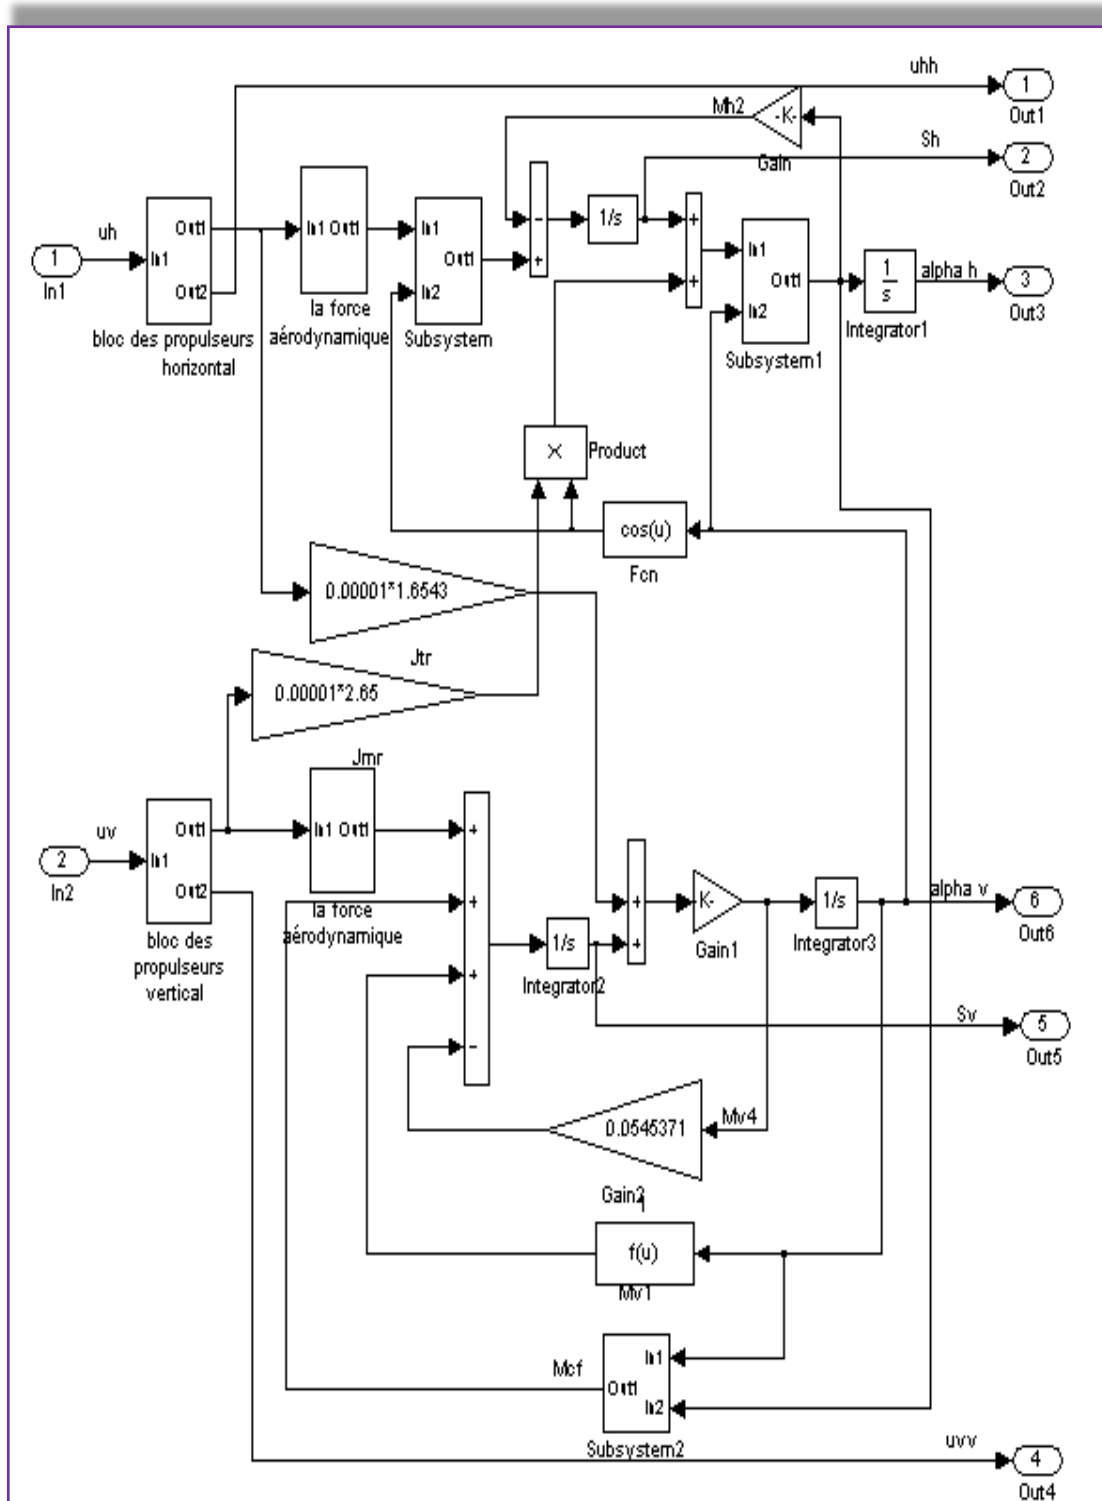 uhh
1
Out1
Mh2
-K-
Gain
Sh
2
Out2
uh
1
In1
In1
Out1
Out2
bloc des propulseurs
horizontal
In1 Out1
la force
aérodynamique
In1
In2
Out1
Subsystem
-
+
1/s
+
+
In1
In2
Out1
Subsystem1
1
s
Integrator1
alpha h
3
Out3
×
Product
cos(u)
Fcn
0.00001*1.6543
Jtr
0.00001*2.65
Jmr
uv
2
In2
In1
Out1
Out2
bloc des
propulseurs
vertical
In1 Out1
la force
aérodynamique
+
+
+
-
1/s
Integrator2
+
+
K-
Gain1
1/s
Integrator3
alpha v
6
Out6
Sv
5
Out5
0.0545371
Mv4
Gain2
f(u)
Mv1
Mcf
In1
Out1
In2
Subsystem2
uvv
4
Out4